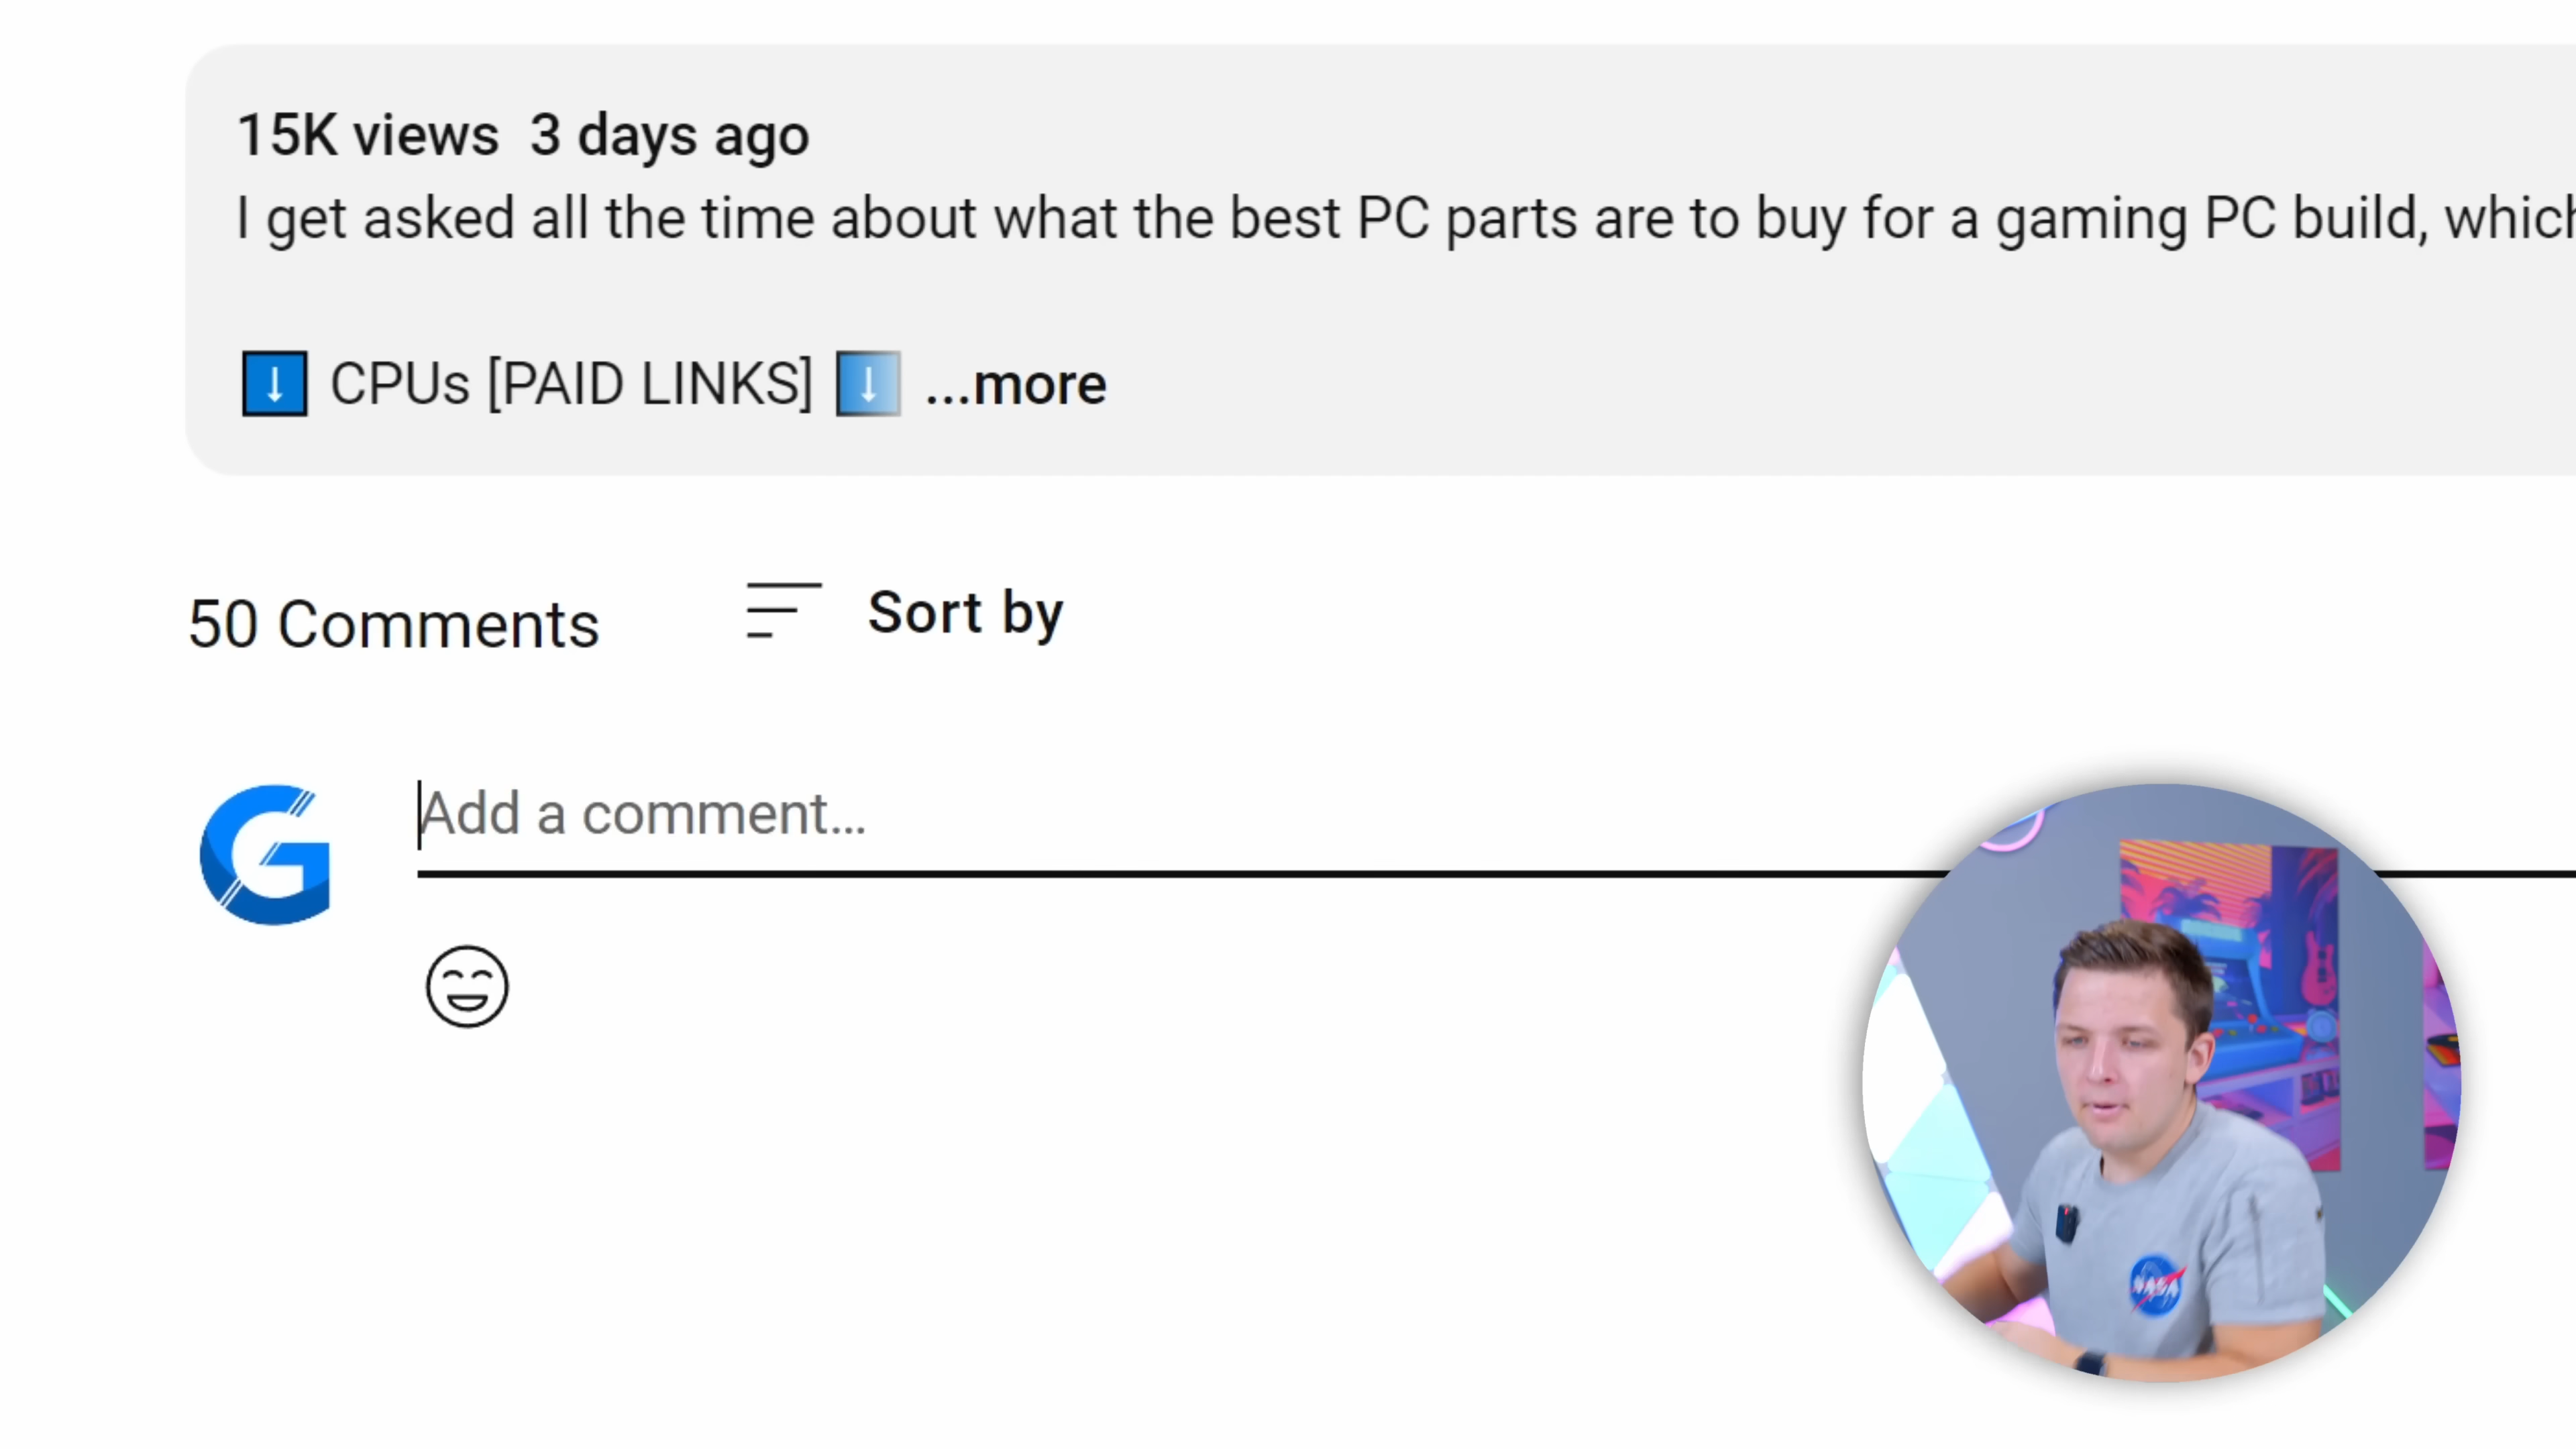 15K views 3 days ago
I get asked all the time about what the best PC parts are to buy for a gaming PC build, which
⬇ CPUs [PAID LINKS] ⬇ ...more
50 Comments
Sort by
G
Add a comment...
NASA